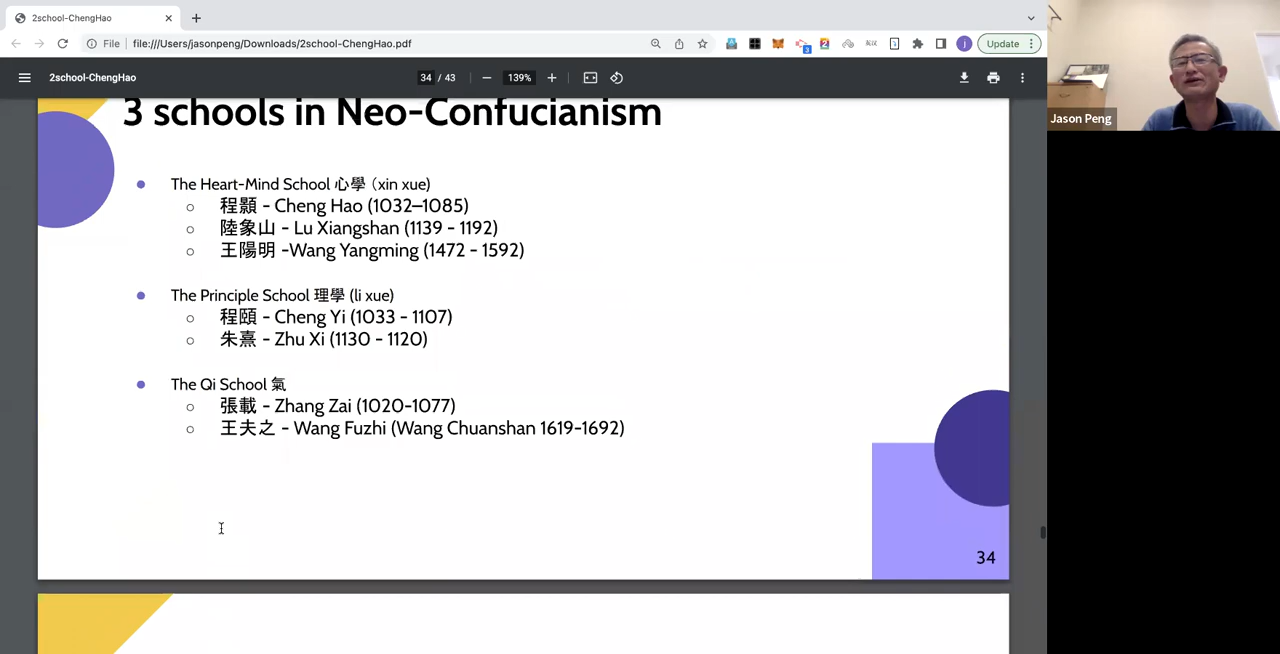 2school-ChengHao
Update
File
file:///Users/jasonpeng/Downloads/2school-ChengHao.pdf
2school-ChengHao
34 / 43
139%
Jason Peng
3 schools in Neo-Confucianism
The Heart-Mind School 心學 (xin xue)
程顥 - Cheng Hao (1032–1085)
陸象山 - Lu Xiangshan (1139 - 1192)
王陽明 -Wang Yangming (1472 - 1592)
The Principle School 理學 (li xue)
程頤 - Cheng Yi (1033 - 1107)
朱熹 - Zhu Xi (1130 - 1120)
The Qi School 氣
張載 - Zhang Zai (1020-1077)
王夫之 - Wang Fuzhi (Wang Chuanshan 1619-1692)
34